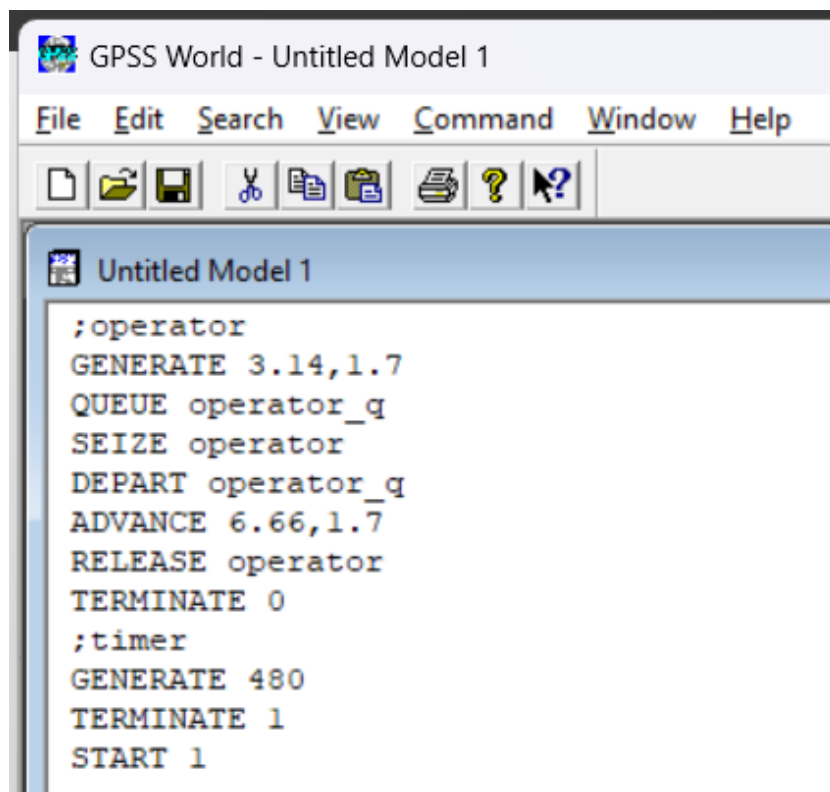 GPSS World - Untitled Model 1
File Edit Search View Command Window Help
Untitled Model 1
;operator
GENERATE 3.14,1.7
QUEUE operator_q
SEIZE operator
DEPART operator_q
ADVANCE 6.66,1.7
RELEASE operator
TERMINATE 0
;timer
GENERATE 480
TERMINATE 1
START 1